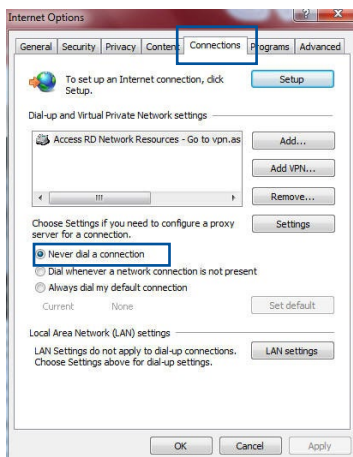 Internet Options
General Security Privacy Content Connections Programs Advanced
To set up an Internet connection, click
Setup.
Setup
Dial-up and Virtual Private Network settings
Access RD Network Resources - Go to vpn.as
Add...
Add VPN...
Remove...
Choose Settings if you need to configure a proxy
server for a connection.
Settings
Never dial a connection
Dial whenever a network connection is not present
Always dial my default connection
Current None
Set default
Local Area Network (LAN) settings
LAN Settings do not apply to dial-up connections.
Choose Settings above for dial-up settings.
LAN settings
OK Cancel Apply